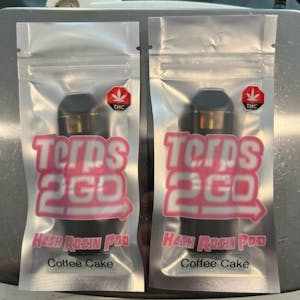 THC
Terps
2GO
Hash Rosin Pod
Coffee Cake
THC
Terps
2GO
Hash Rosin Pod
Coffee Cake